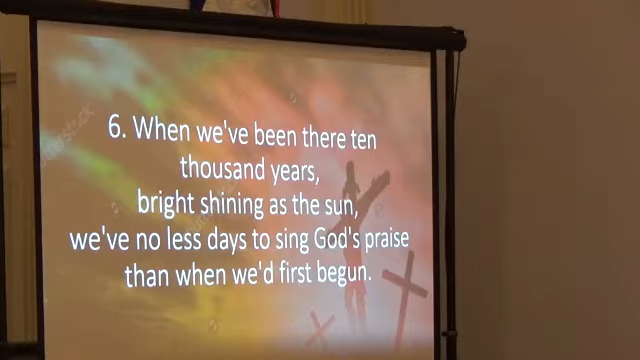 6. When we've been there ten
thousand years,
bright shining as the sun,
we've no less days to sing God's praise
than when we'd first begun.